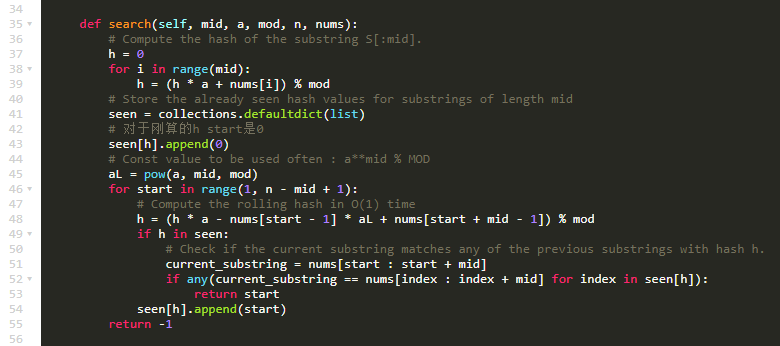 34
35 def search(self, mid, a, mod, n, nums):
36 # Compute the hash of the substring S[:mid].
37 h = 0
38 for i in range(mid):
39 h = (h * a + nums[i]) % mod
40 # Store the already seen hash values for substrings of length mid
41 seen = collections.defaultdict(list)
42 # 对于刚算的h start是0
43 seen[h].append(0)
44 # Const value to be used often : a**mid % MOD
45 aL = pow(a, mid, mod)
46 for start in range(1, n - mid + 1):
47 # Compute the rolling hash in O(1) time
48 h = (h * a - nums[start - 1] * aL + nums[start + mid - 1]) % mod
49 if h in seen:
50 # Check if the current substring matches any of the previous substrings with hash h.
51 current_substring = nums[start : start + mid]
52 if any(current_substring == nums[index : index + mid] for index in seen[h]):
53 return start
54 seen[h].append(start)
55 return -1
56